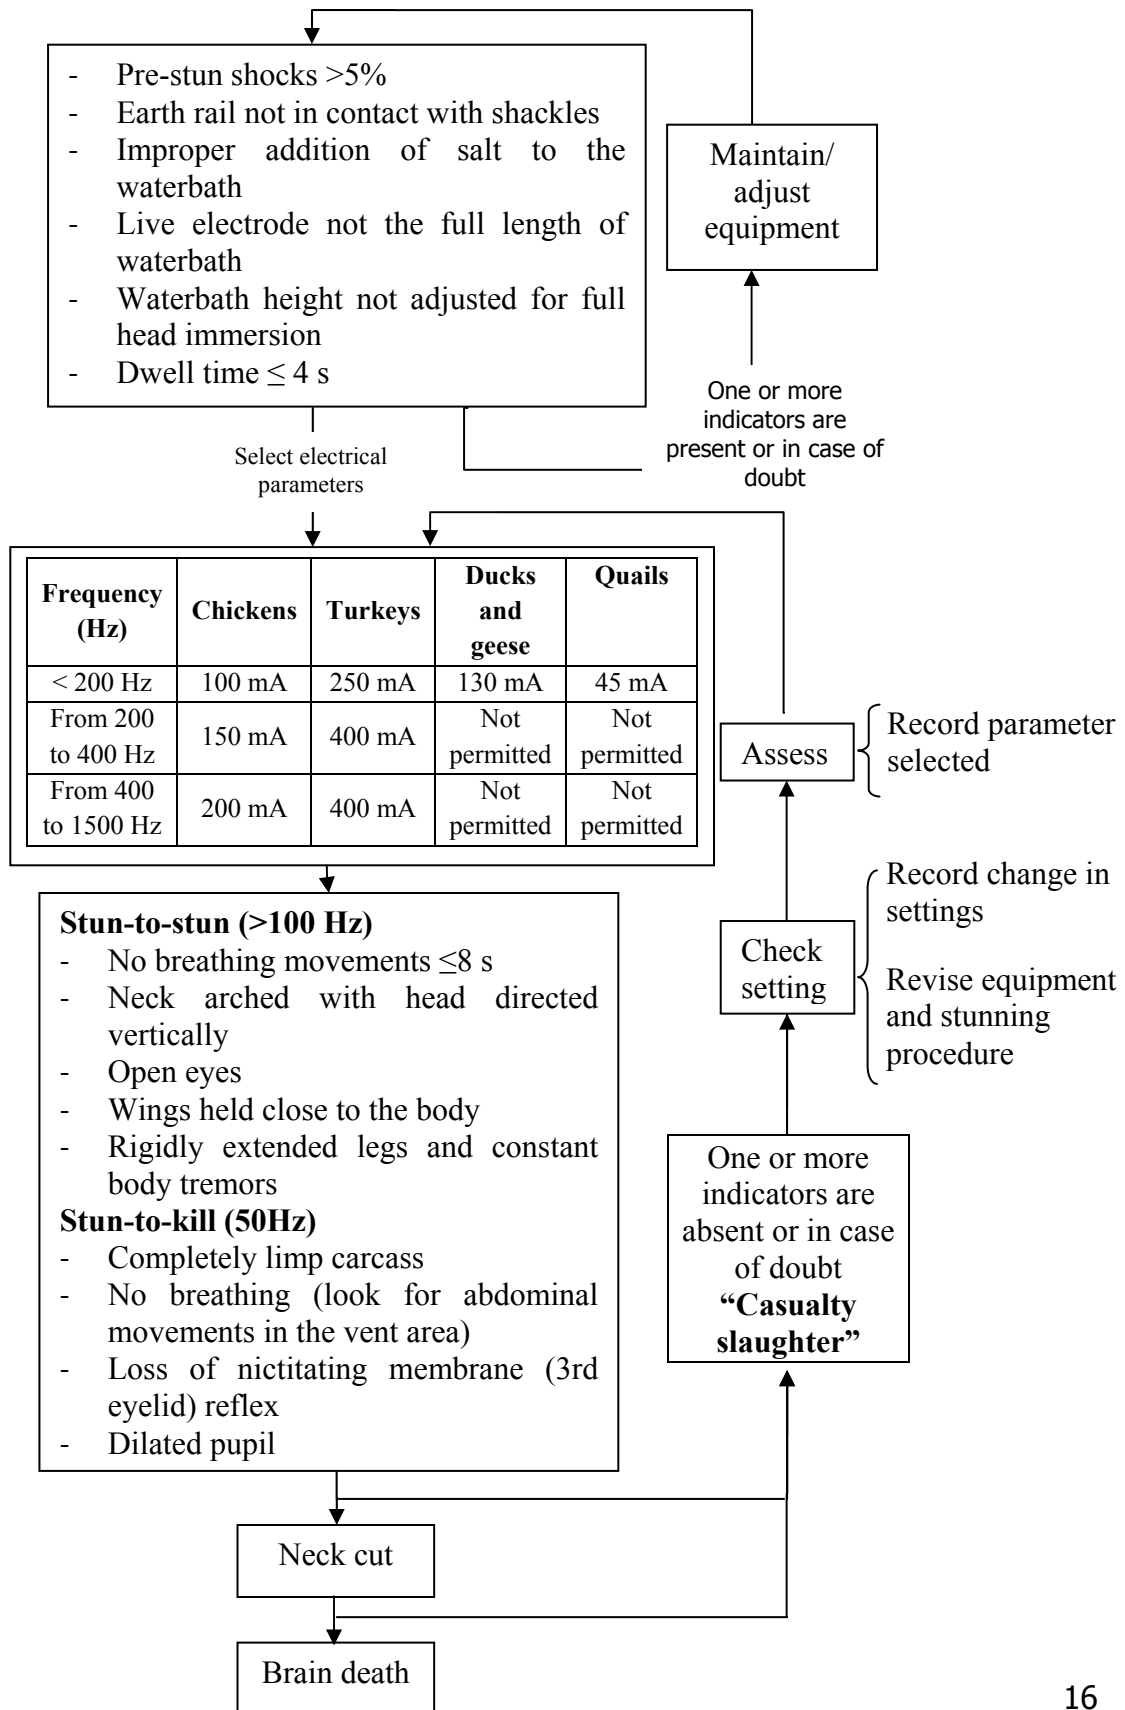 - Pre-stun shocks >5%
- Earth rail not in contact with shackles
- Improper addition of salt to the
waterbath
- Live electrode not the full length of
waterbath
- Waterbath height not adjusted for full
head immersion
- Dwell time ≤ 4 s
Maintain/
adjust
equipment
One or more
indicators are
present or in case of
doubt
Select electrical
parameters
Frequency (Hz) Chickens Turkeys Ducks and geese Quails
< 200 Hz 100 mA 250 mA 130 mA 45 mA
From 200 to 400 Hz 150 mA 400 mA Not permitted Not permitted
From 400 to 1500 Hz 200 mA 400 mA Not permitted Not permitted
Assess
Record parameter
selected
Check
setting
Record change in
settings
Revise equipment
and stunning
procedure
Stun-to-stun (>100 Hz)
- No breathing movements ≤8 s
- Neck arched with head directed
vertically
- Open eyes
- Wings held close to the body
- Rigidly extended legs and constant
body tremors
Stun-to-kill (50Hz)
- Completely limp carcass
- No breathing (look for abdominal
movements in the vent area)
- Loss of nictitating membrane (3rd
eyelid) reflex
- Dilated pupil
One or more
indicators are
absent or in case
of doubt
“Casualty
slaughter”
Neck cut
Brain death
16